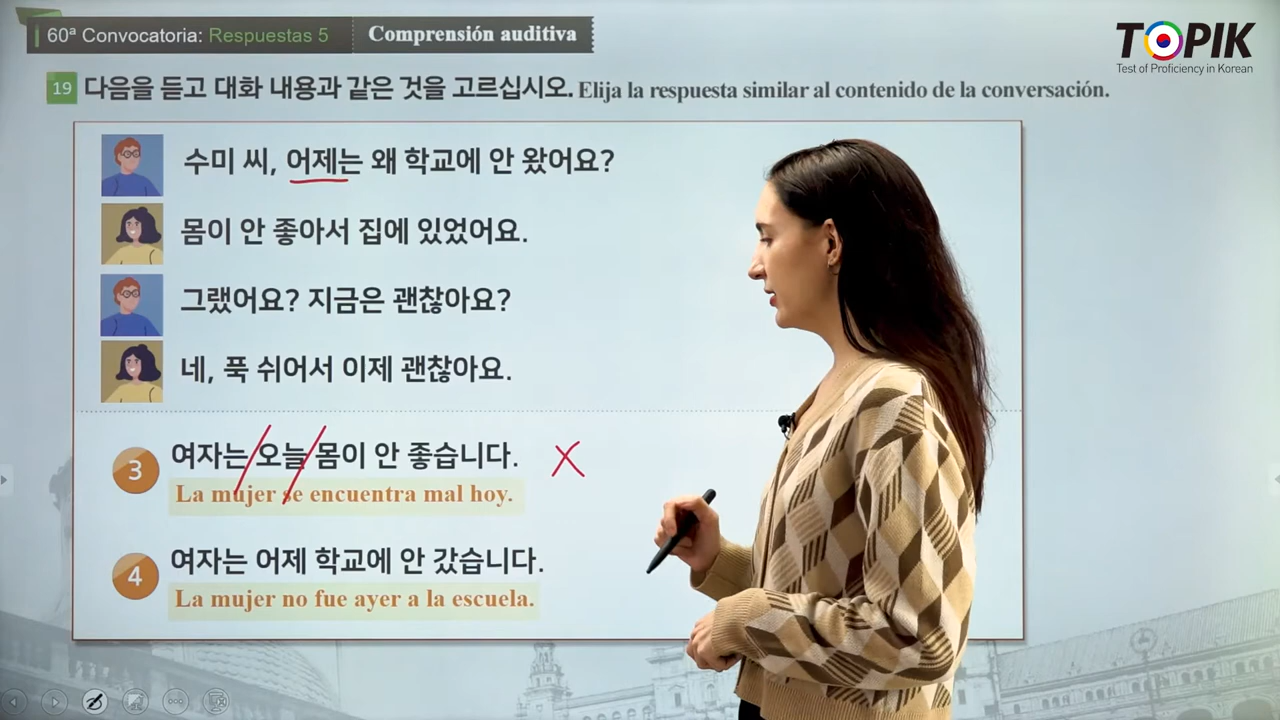 60ª Convocatoria: Respuestas 5 Comprensión auditiva
TOPIK
Test of Proficiency in Korean
19 다음을 듣고 대화 내용과 같은 것을 고르십시오. Elija la respuesta similar al contenido de la conversación.
수미 씨, 어제는 왜 학교에 안 왔어요?
몸이 안 좋아서 집에 있었어요.
그랬어요? 지금은 괜찮아요?
네, 푹 쉬어서 이제 괜찮아요.
3 여자는 오늘 몸이 안 좋습니다. X
La mujer se encuentra mal hoy.
4 여자는 어제 학교에 안 갔습니다.
La mujer no fue ayer a la escuela.